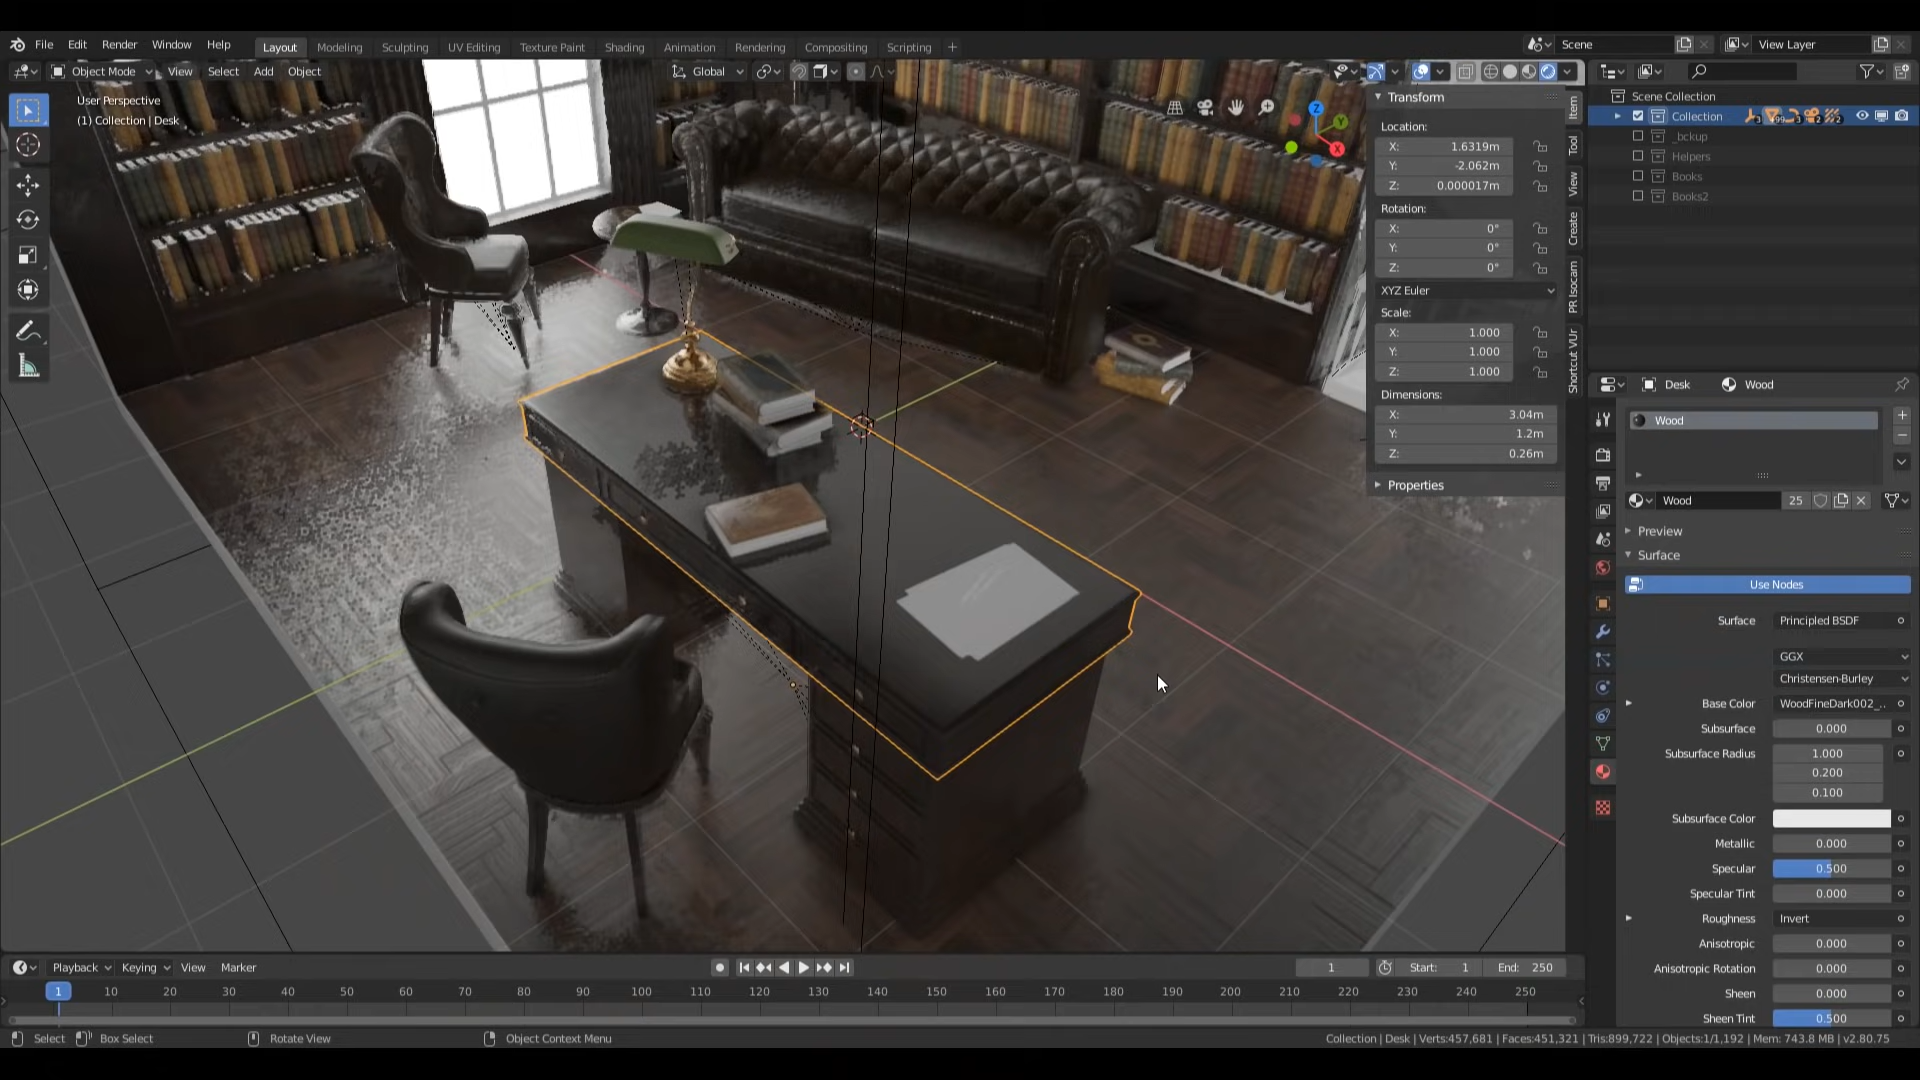 File Edit Render Window Help
Layout Modeling Sculpting UV Editing Texture Paint Shading Animation Rendering Compositing Scripting +
Scene
View Layer
Object Mode View Select Add Object
Global
User Perspective
(1) Collection | Desk
Z
Y
X
Transform
Location:
X: 1.6319m
Y: -2.062m
Z: 0.000017m
Rotation:
X: 0°
Y: 0°
Z: 0°
XYZ Euler
Scale:
X: 1.000
Y: 1.000
Z: 1.000
Dimensions:
X: 3.04m
Y: 1.2m
Z: 0.26m
Properties
Item
Tool
View
Create
PR Isocam
Shortcut VUr
Scene Collection
Collection
_bckup
Helpers
Books
Books2
Desk Wood
Wood
Wood 25
Preview
Surface
Use Nodes
Surface Principled BSDF
GGX
Christensen-Burley
Base Color WoodFineDark002_..
Subsurface 0.000
Subsurface Radius 1.000
0.200
0.100
Subsurface Color
Metallic 0.000
Specular 0.500
Specular Tint 0.000
Roughness Invert
Anisotropic 0.000
Anisotropic Rotation 0.000
Sheen 0.000
Sheen Tint 0.500
Playback Keying View Marker
1 Start: 1 End: 250
1 10 20 30 40 50 60 70 80 90 100 110 120 130 140 150 160 170 180 190 200 210 220 230 240 250
Select Box Select Rotate View Object Context Menu
Collection | Desk | Verts:457,681 | Faces:451,321 | Tris:899,722 | Objects:1/1,192 | Mem: 743.8 MB | v2.80.75